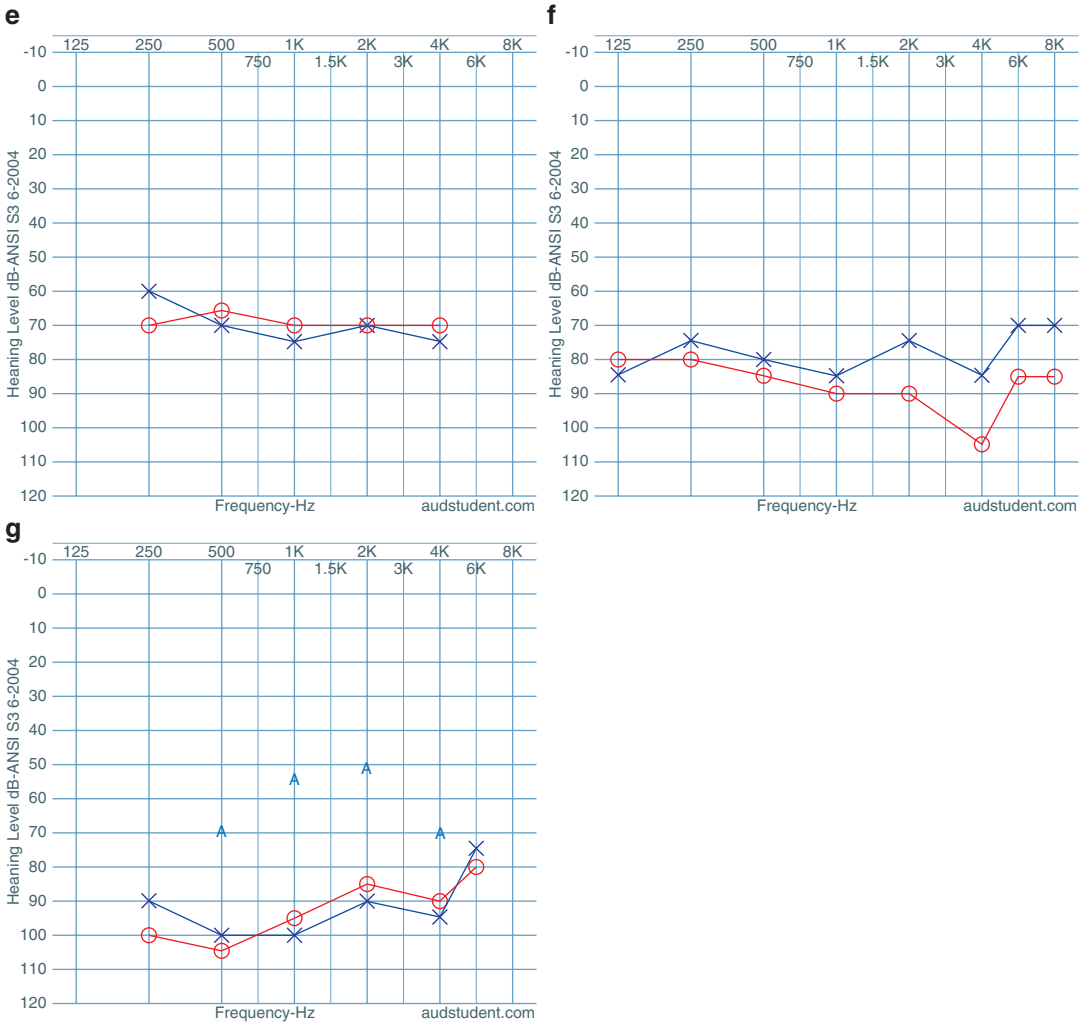 e
125 250 500 1K 2K 4K 8K
750 1.5K 3K 6K
-10
0
10
20
30
40
50
60
70
80
90
100
110
120
Heaning Level dB-ANSI S3 6-2004
Frequency-Hz audstudent.com
f
125 250 500 1K 2K 4K 8K
750 1.5K 3K 6K
-10
0
10
20
30
40
50
60
70
80
90
100
110
120
Heaning Level dB-ANSI S3 6-2004
Frequency-Hz audstudent.com
g
125 250 500 1K 2K 4K 8K
750 1.5K 3K 6K
-10
0
10
20
30
40
50
60
70
80
90
100
110
120
Heaning Level dB-ANSI S3 6-2004
A
A
A
A
Frequency-Hz audstudent.com